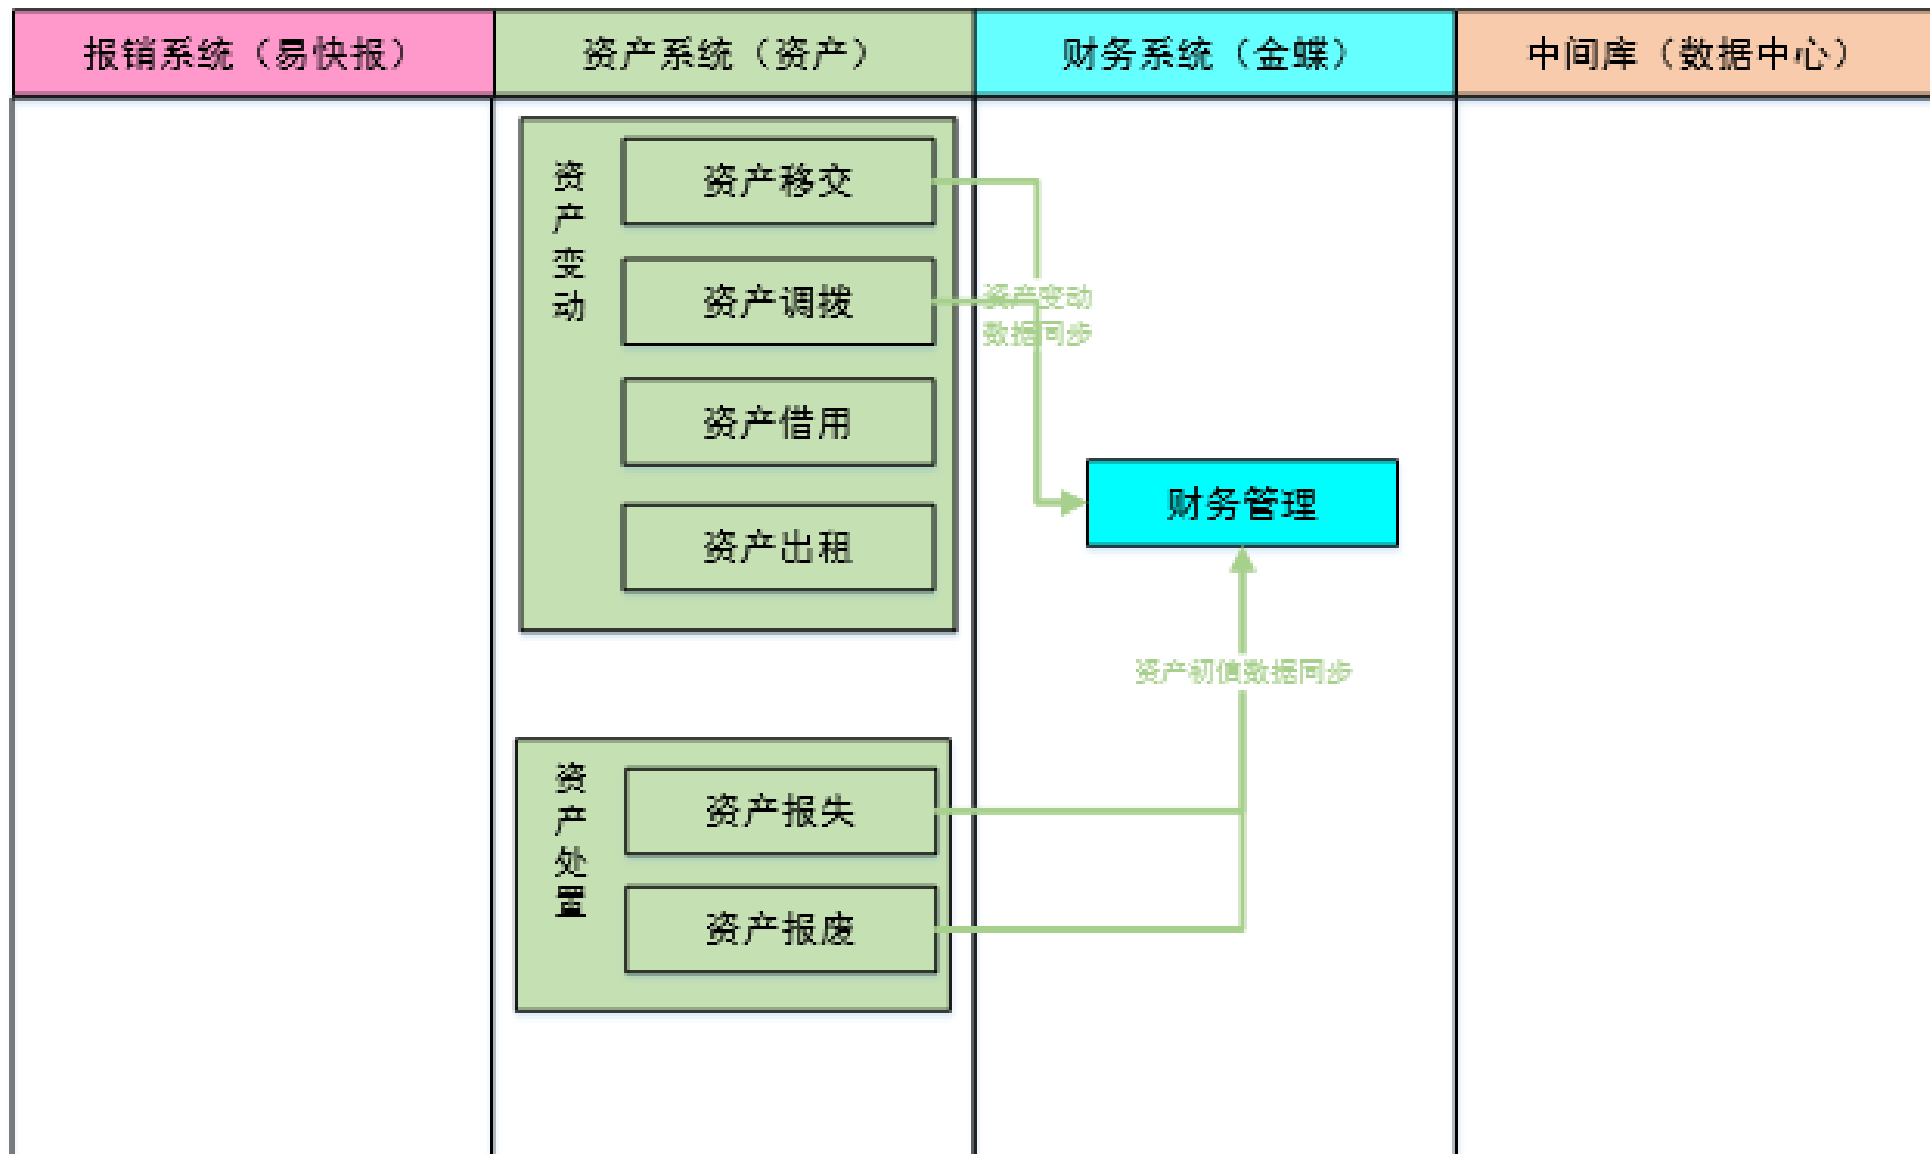 报销系统（易快报）
资产系统（资产）
财务系统（金蝶）
中间库（数据中心）
资产变动
资产移交
资产调拨
资产借用
资产出租
资产变动
数据同步
财务管理
资产初值数据同步
资产处置
资产报失
资产报废